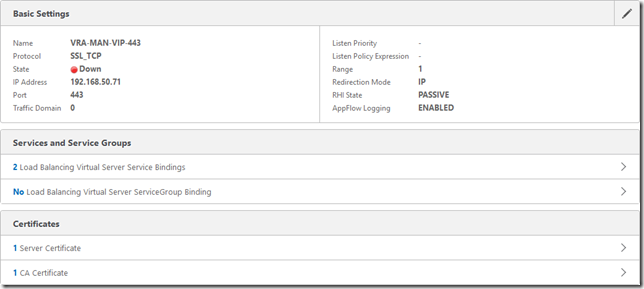 Basic Settings
Name VRA-MAN-VIP-443
Protocol SSL_TCP
State Down
IP Address 192.168.50.71
Port 443
Traffic Domain 0
Listen Priority -
Listen Policy Expression -
Range 1
Redirection Mode IP
RHI State PASSIVE
AppFlow Logging ENABLED
Services and Service Groups
2 Load Balancing Virtual Server Service Bindings
No Load Balancing Virtual Server ServiceGroup Binding
Certificates
1 Server Certificate
1 CA Certificate